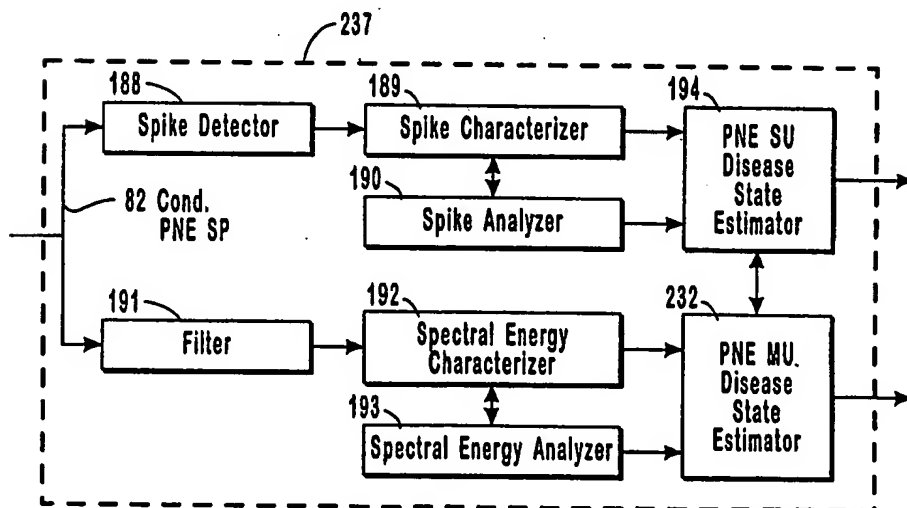 237
188
Spike Detector
189
Spike Characterizer
194
PNE SU
Disease
State
Estimator
82 Cond.
PNE SP
190
Spike Analyzer
191
Filter
192
Spectral Energy
Characterizer
232
PNE MU.
Disease
State
Estimator
193
Spectral Energy Analyzer